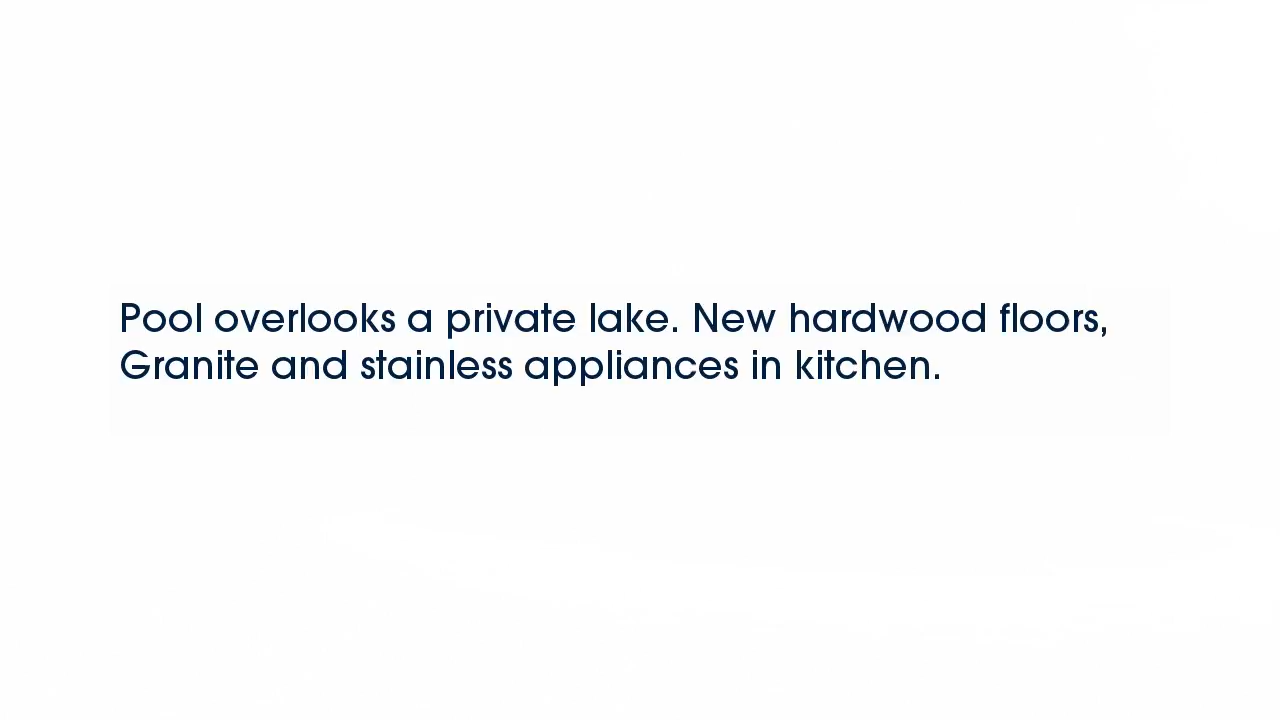 Pool overlooks a private lake. New hardwood floors,
Granite and stainless appliances in kitchen.